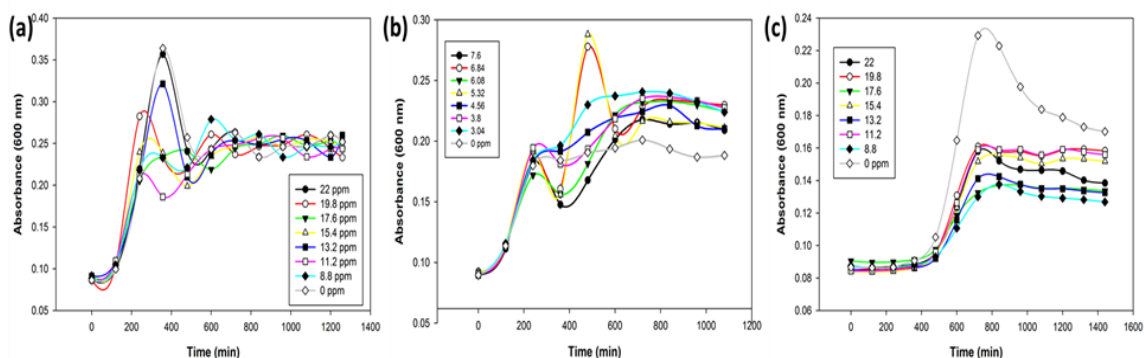 (a)
Absorbance (600 nm)
0.40
0.35
0.30
0.25
0.20
0.15
0.10
0.05
22 ppm
19.8 ppm
17.6 ppm
15.4 ppm
13.2 ppm
11.2 ppm
8.8 ppm
0 ppm
0 200 400 600 800 1000 1200 1400
Time (min)
(b)
Absorbance (600 nm)
0.30
0.25
0.20
0.15
0.10
0.05
7.6
6.84
6.08
5.32
4.56
3.8
3.04
0 ppm
0 200 400 600 800 1000
Time (min)
(c)
Absorbance (600 nm)
0.24
0.22
0.20
0.18
0.16
0.14
0.12
0.10
0.08
0.06
22
19.8
17.6
15.4
13.2
11.2
8.8
0 ppm
0 200 400 600 800 1000 1200 1400 1600
Time (min)